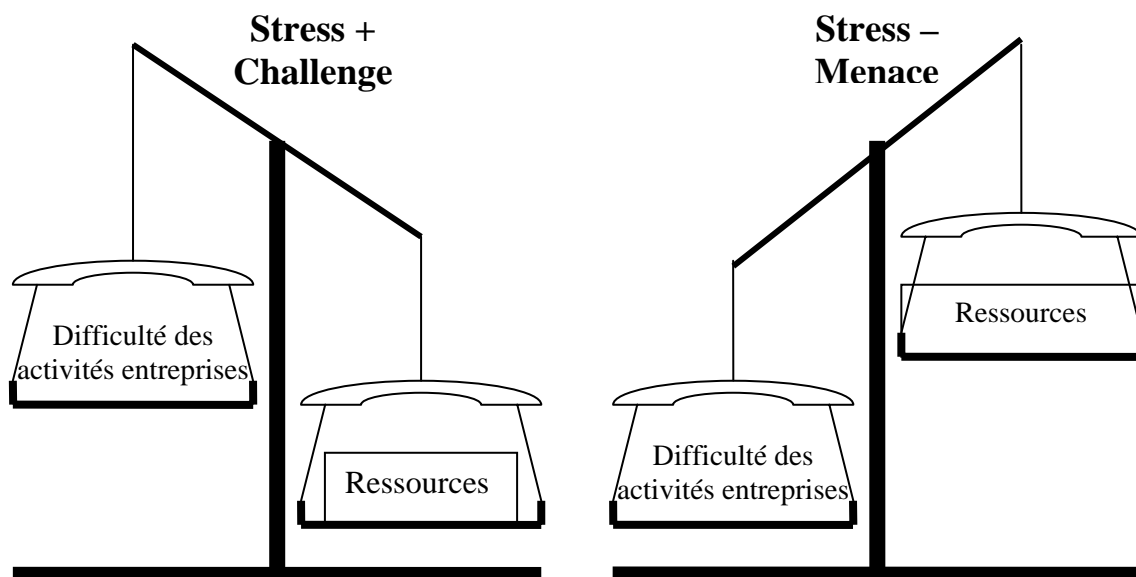 Stress +
Challenge
Difficulté des
activités entreprises
Ressources
Stress –
Menace
Ressources
Difficulté des
activités entreprises